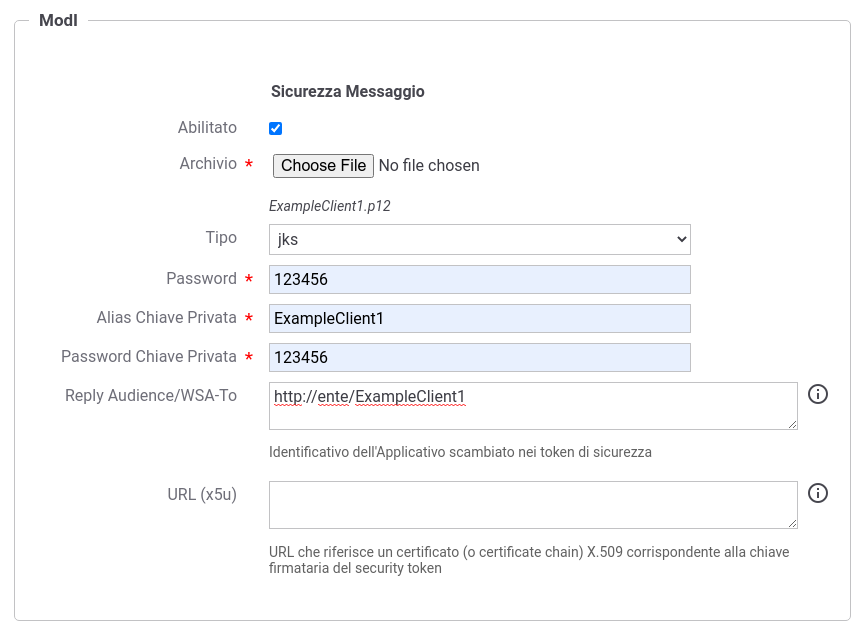 ModI
Sicurezza Messaggio
Abilitato
Archivio * Choose File No file chosen
ExampleClient1.p12
Tipo jks
Password * 123456
Alias Chiave Privata * ExampleClient1
Password Chiave Privata * 123456
Reply Audience/WSA-To http://ente/ExampleClient1
Identificativo dell'Applicativo scambiato nei token di sicurezza
URL (x5u)
URL che riferisce un certificato (o certificate chain) X.509 corrispondente alla chiave
firmataria del security token